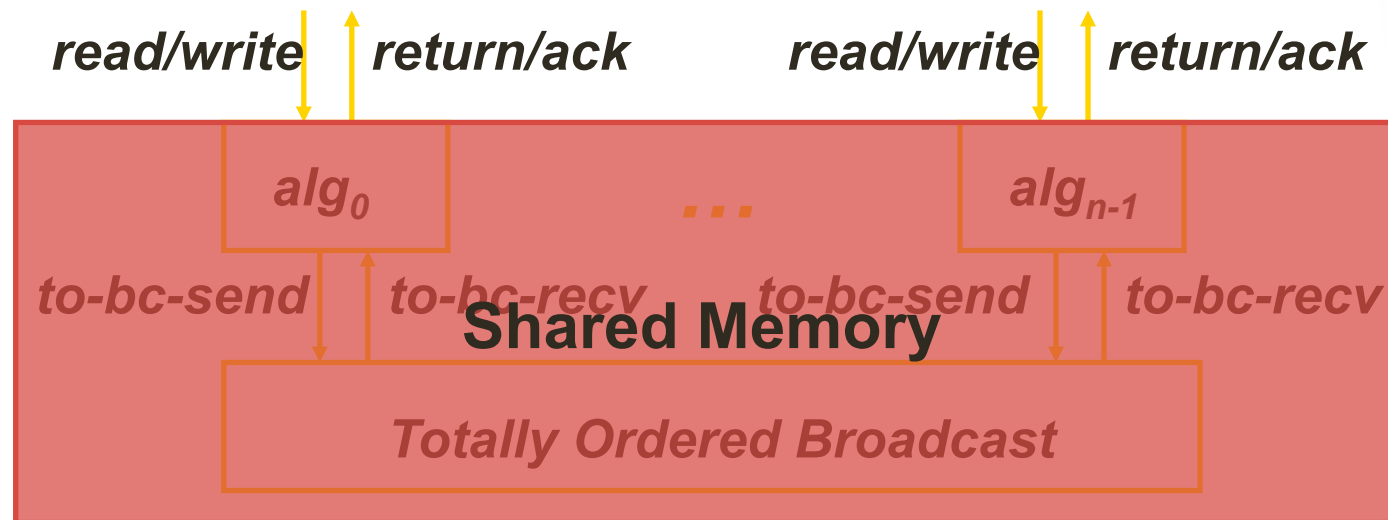 read/write return/ack read/write return/ack
alg0 ... algn-1
to-bc-send to-bc-recv to-bc-send to-bc-recv
Shared Memory
Totally Ordered Broadcast